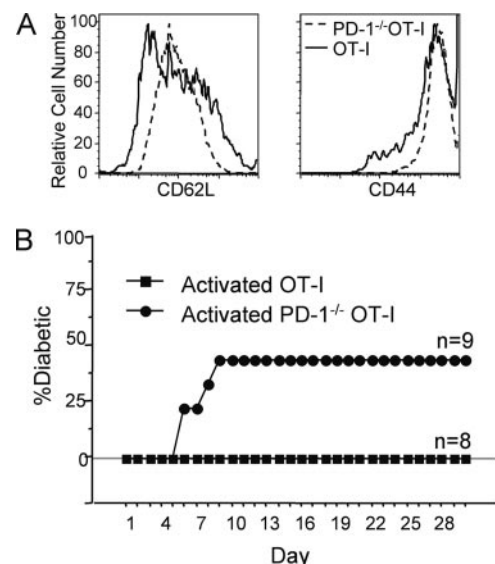 A
Relative Cell Number
100
80
60
40
20
0
CD62L
CD44
PD-1-/-OT-I
OT-I
B
%Diabetic
100
75
50
25
0
Activated OT-I
Activated PD-1-/- OT-I
n=9
n=8
1 4 7 10 13 16 19 22 25 28
Day